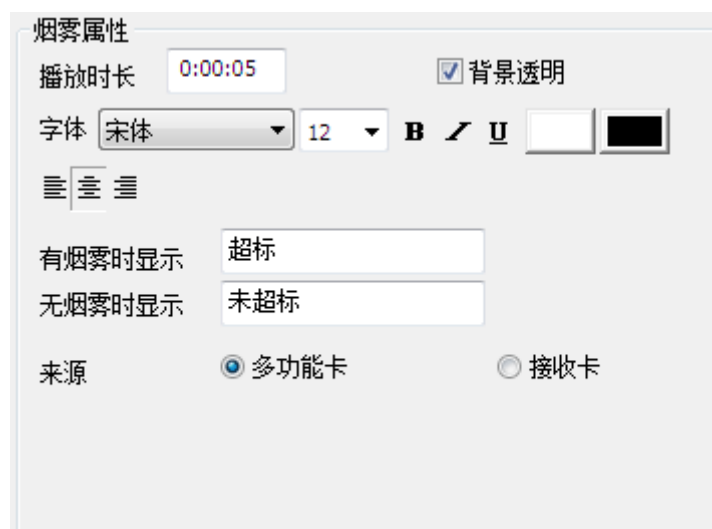 烟雾属性
播放时长 0:00:05 背景透明
字体 宋体 12 B I U
有烟雾时显示 超标
无烟雾时显示 未超标
来源 多功能卡 接收卡